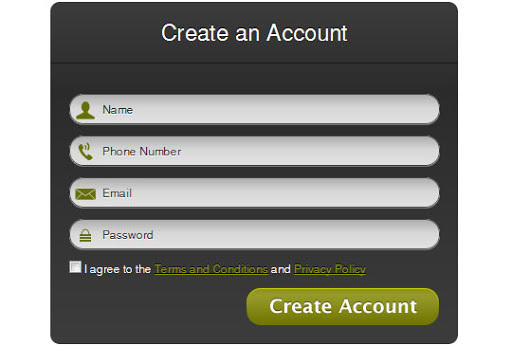 Create an Account
Name
Phone Number
Email
Password
I agree to the Terms and Conditions and Privacy Policy
Create Account